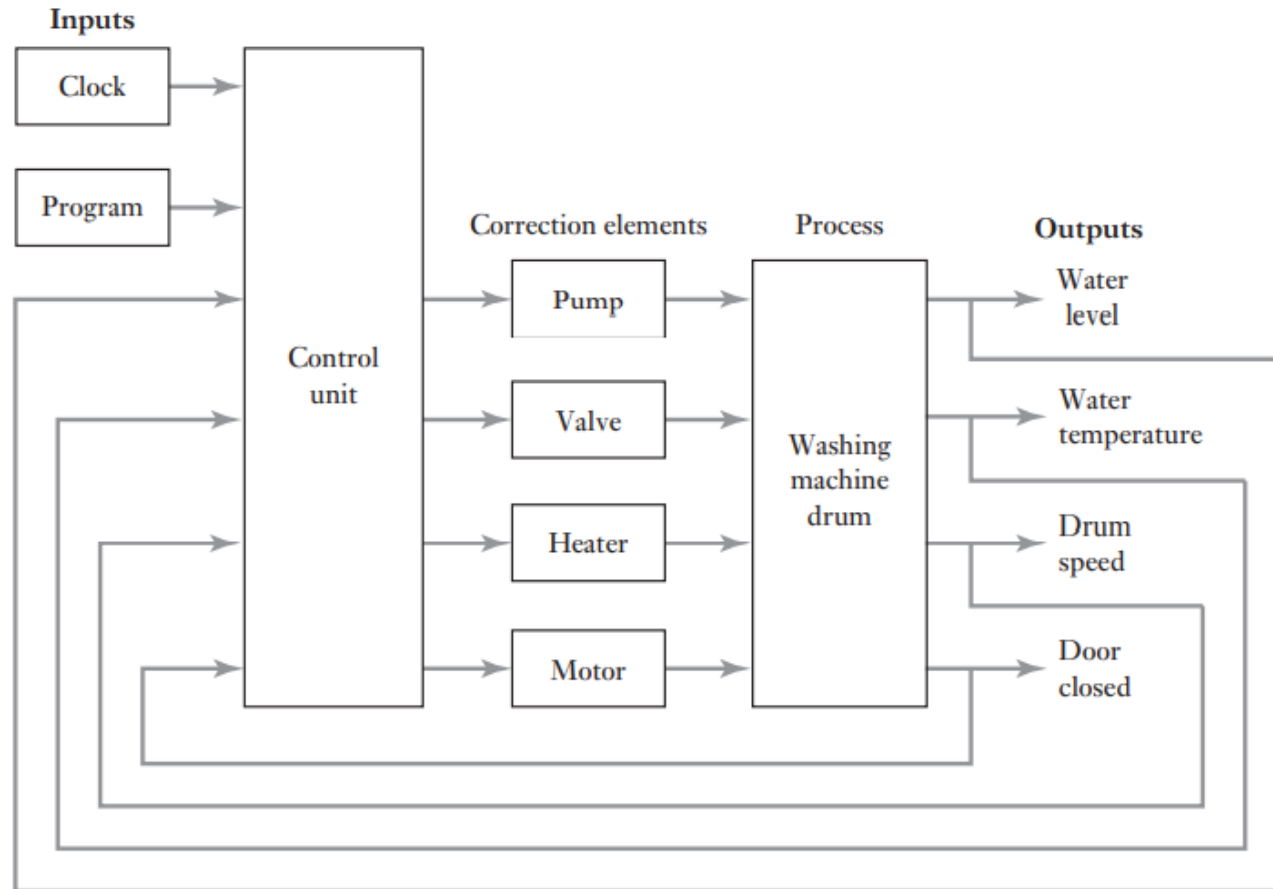 Inputs
Clock
Program
Correction elements
Process
Outputs
Pump
Water
level
Control
unit
Valve
Washing
machine
drum
Water
temperature
Heater
Drum
speed
Motor
Door
closed